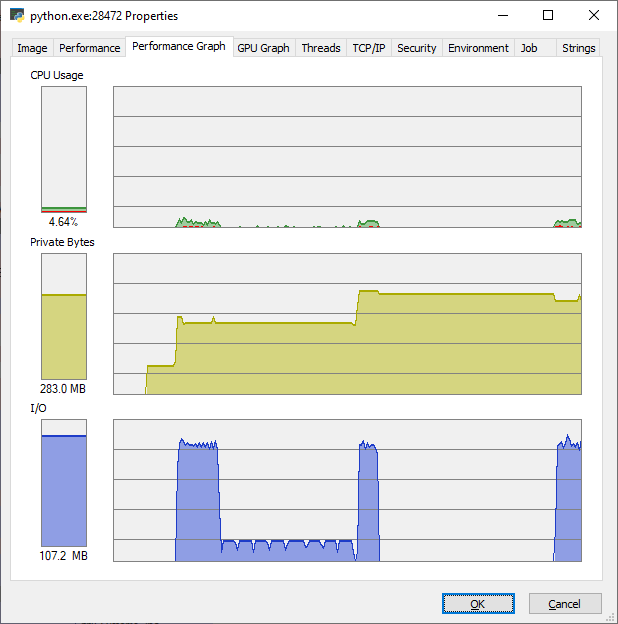 python.exe:28472 Properties
Image Performance Performance Graph GPU Graph Threads TCP/IP Security Environment Job Strings
CPU Usage
4.64%
Private Bytes
283.0 MB
I/O
107.2 MB
OK Cancel